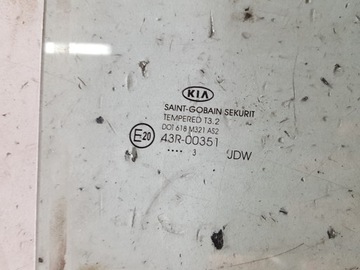 KIA
SAINT-GOBAIN SEKURIT
TEMPERED T3.2
DOT 618 M321 AS2
E20 43R-00351
.... 3 JDW